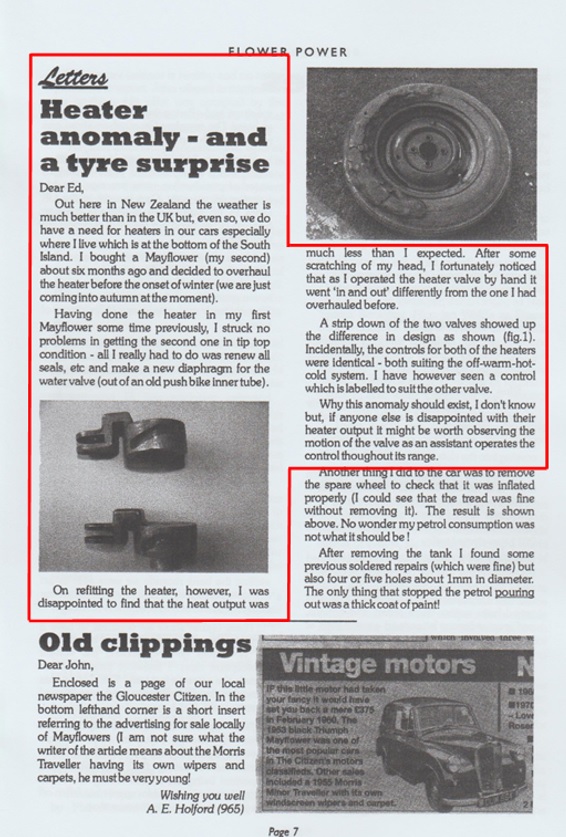 FLOWER POWER
Letters
Heater
anomaly - and
a tyre surprise
Dear Ed,
Out here in New Zealand the weather is
much better than in the UK but, even so, we do
have a need for heaters in our cars especially
where I live which is at the bottom of the South
Island. I bought a Mayflower (my second)
about six months ago and decided to overhaul
the heater before the onset of winter (we are just
coming into autumn at the moment).
Having done the heater in my first
Mayflower some time previously, I struck no
problems in getting the second one in tip top
condition - all I really had to do was renew all
seals, etc and make a new diaphragm for the
water valve (out of an old push bike inner tube).
On refitting the heater, however, I was
disappointed to find that the heat output was
much less than I expected. After some
scratching of my head, I fortunately noticed
that as I operated the heater valve by hand it
went 'in and out' differently from the one I had
overhauled before.
A strip down of the two valves showed up
the difference in design as shown (fig.1).
Incidentally, the controls for both of the heaters
were identical - both suiting the off-warm-hot-
cold system. I have however seen a control
which is labelled to suit the other valve.
Why this anomaly should exist, I don't know
but, if anyone else is disappointed with their
heater output it might be worth observing the
motion of the valve as an assistant operates the
control thoughout its range.
Another thing I did to the car was to remove
the spare wheel to check that it was inflated
properly (I could see that the tread was fine
without removing it). The result is shown
above. No wonder my petrol consumption was
not what it should be !
After removing the tank I found some
previous soldered repairs (which were fine) but
also four or five holes about 1mm in diameter.
The only thing that stopped the petrol pouring
out was a thick coat of paint!
Old clippings
Dear John,
Enclosed is a page of our local
newspaper the Gloucester Citizen. In the
bottom lefthand corner is a short insert
referring to the advertising for sale locally
of Mayflowers (I am not sure what the
writer of the article means about the Morris
Traveller having its own wipers and
carpets, he must be very young!
Wishing you well
A. E. Holford (965)
which involved three
Vintage motors
IF this little motor had taken
your fancy it would have
set you back a mere £375
in February 1960. The
1953 black Triumph
Mayflower was one of
the most popular cars
in The Citizen's motors
classifieds. Other sales
included a 1955 Morris
Minor Traveller with its own
windscreen wipers and carpet.
N
196
197
– Love
Roser
Page 7